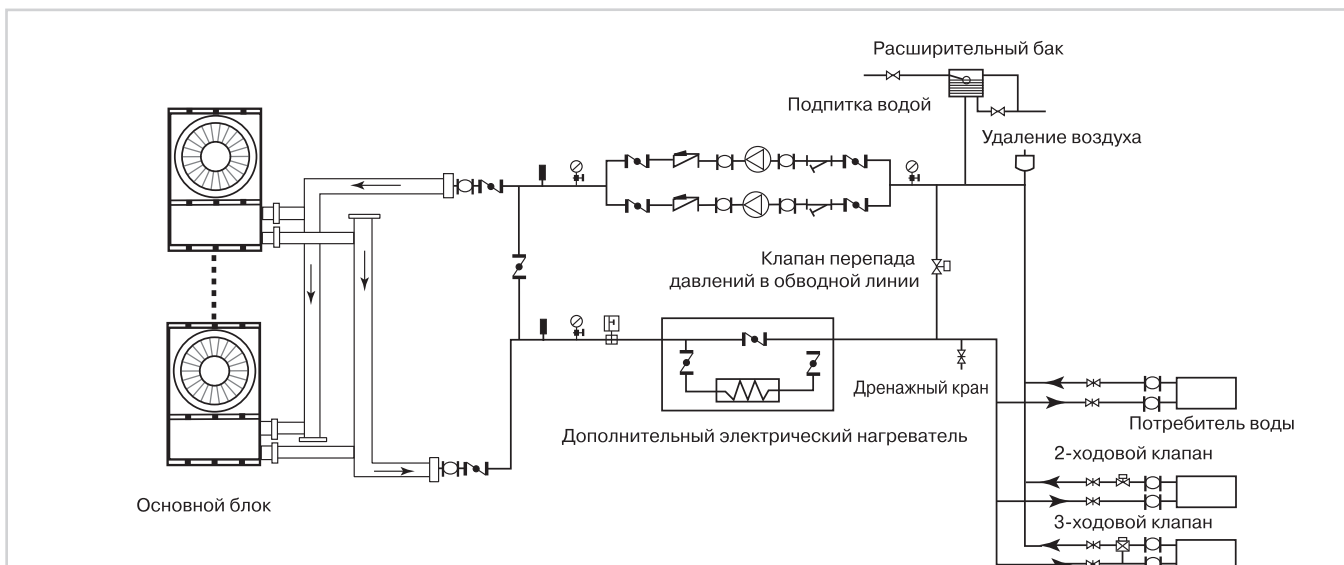 Расширительный бак
Подпитка водой
Удаление воздуха
Клапан перепада
давлений в обводной линии
Дренажный кран
Потребитель воды
Дополнительный электрический нагреватель
2-ходовой клапан
Основной блок
3-ходовой клапан